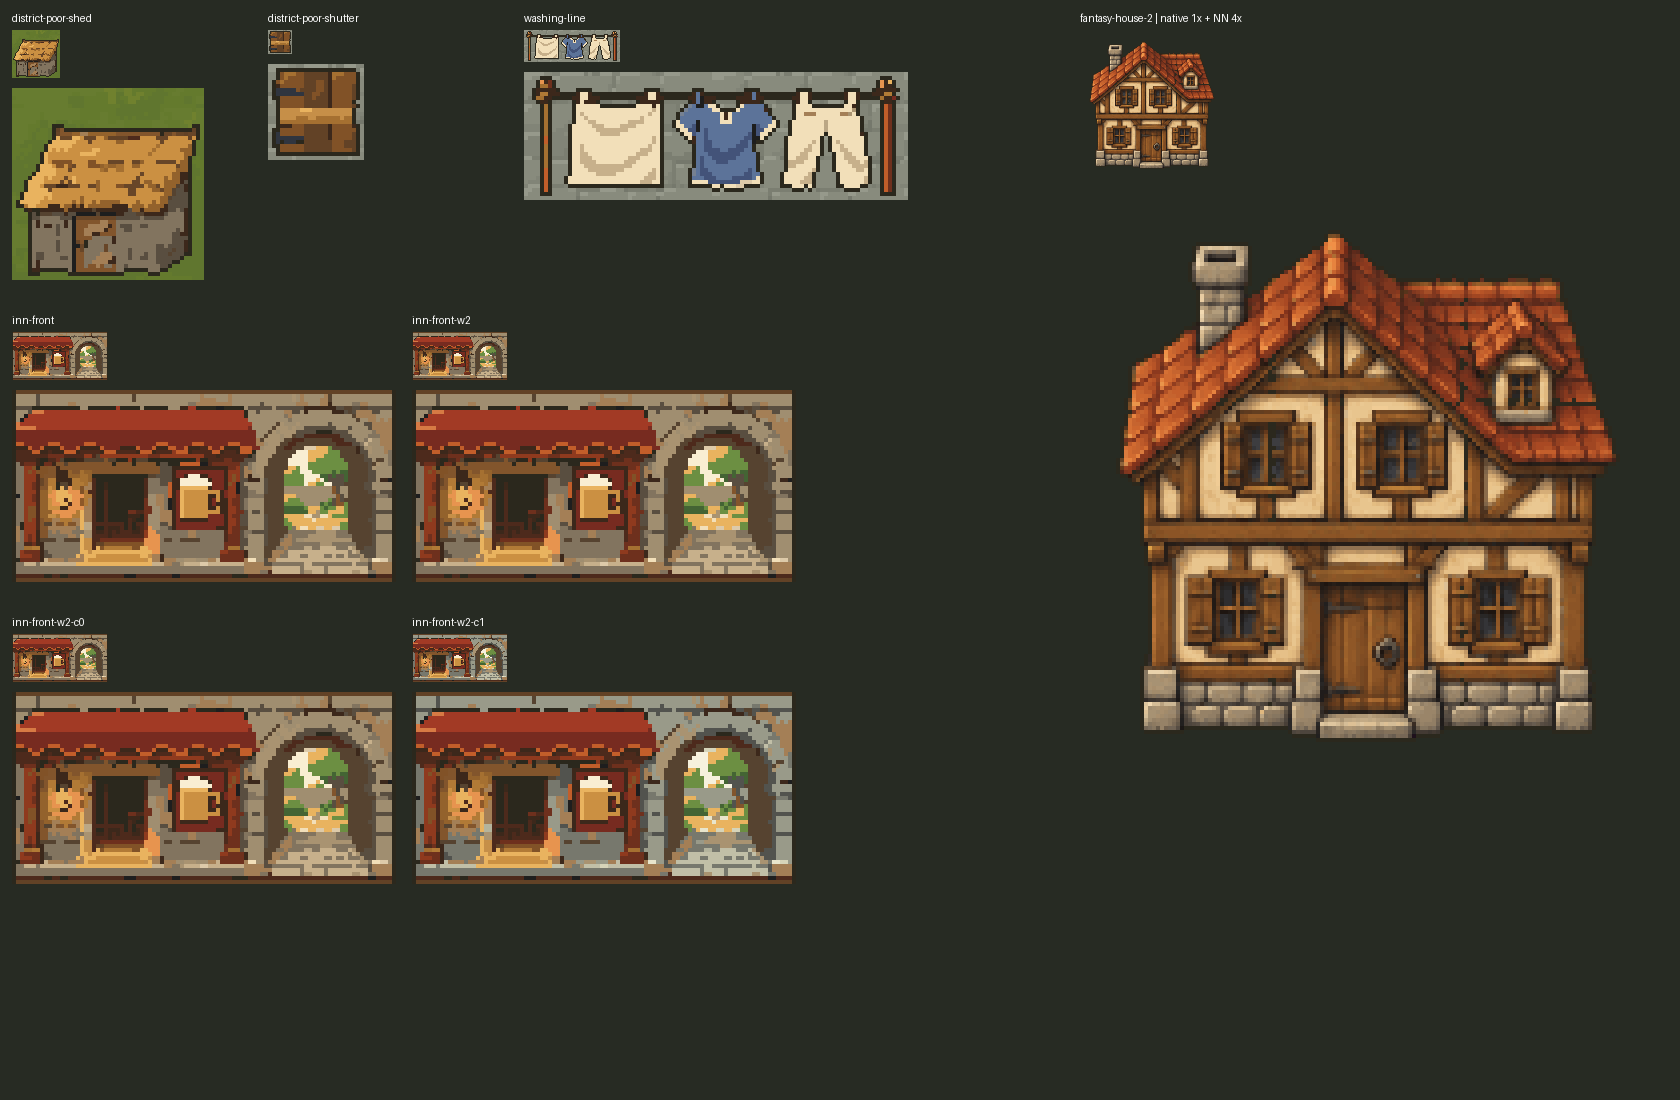 district-poor-shed
district-poor-shutter
washing-line
fantasy-house-2 | native 1x + NN 4x
inn-front
inn-front-w2
inn-front-w2-c0
inn-front-w2-c1